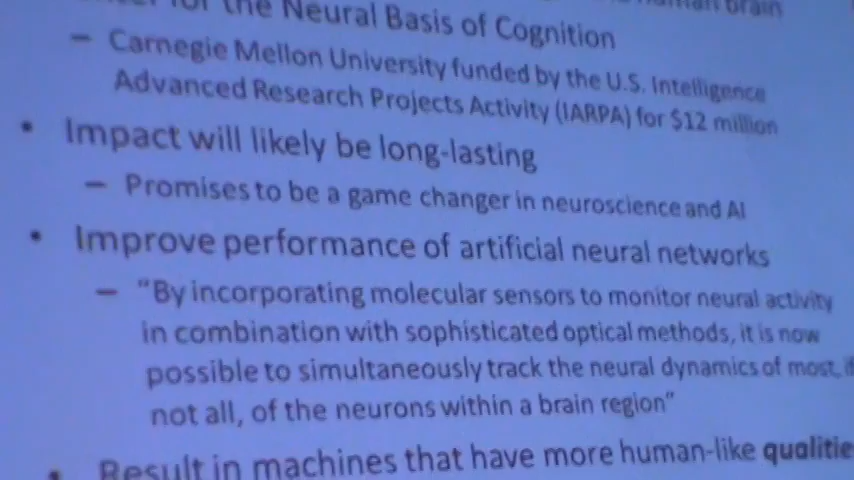 for the Neural Basis of Cognition
– Carnegie Mellon University funded by the U.S. Intelligence
Advanced Research Projects Activity (IARPA) for $12 million
• Impact will likely be long-lasting
– Promises to be a game changer in neuroscience and AI
• Improve performance of artificial neural networks
– "By incorporating molecular sensors to monitor neural activity
in combination with sophisticated optical methods, it is now
possible to simultaneously track the neural dynamics of most,
not all, of the neurons within a brain region"
• Result in machines that have more human-like qualitie